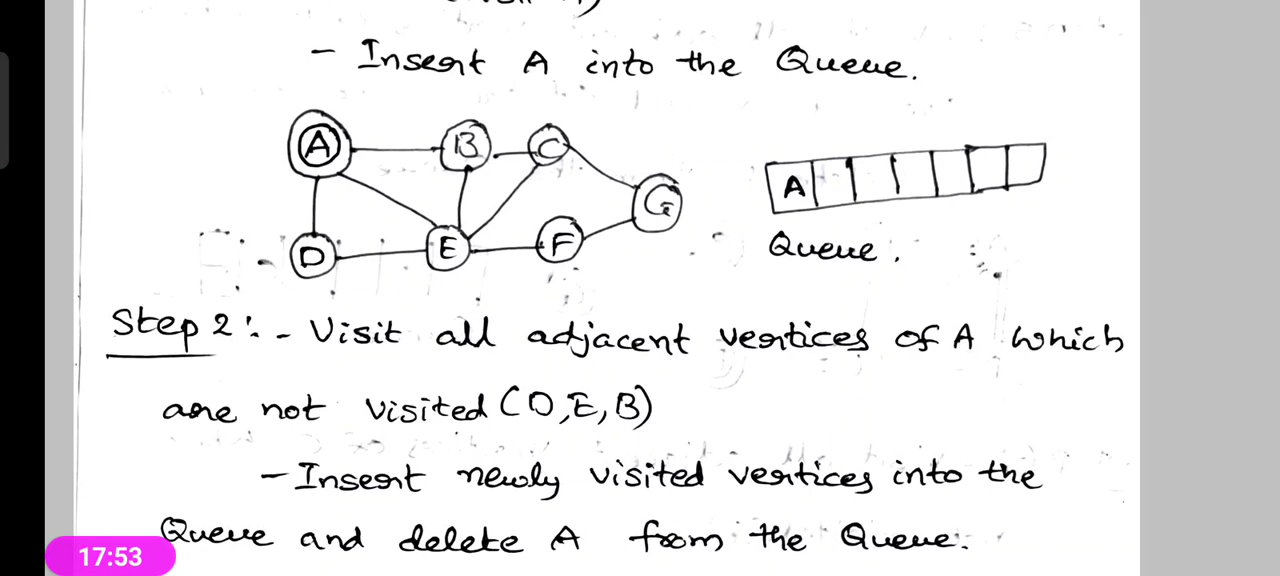 - Insert A into the Queue.
A B C
G
D E F
A
Queue.
Step 2:- Visit all adjacent vertices of A which
are not visited (D,E,B)
- Insert newly visited vertices into the
Queue and delete A from the Queue.
17:53